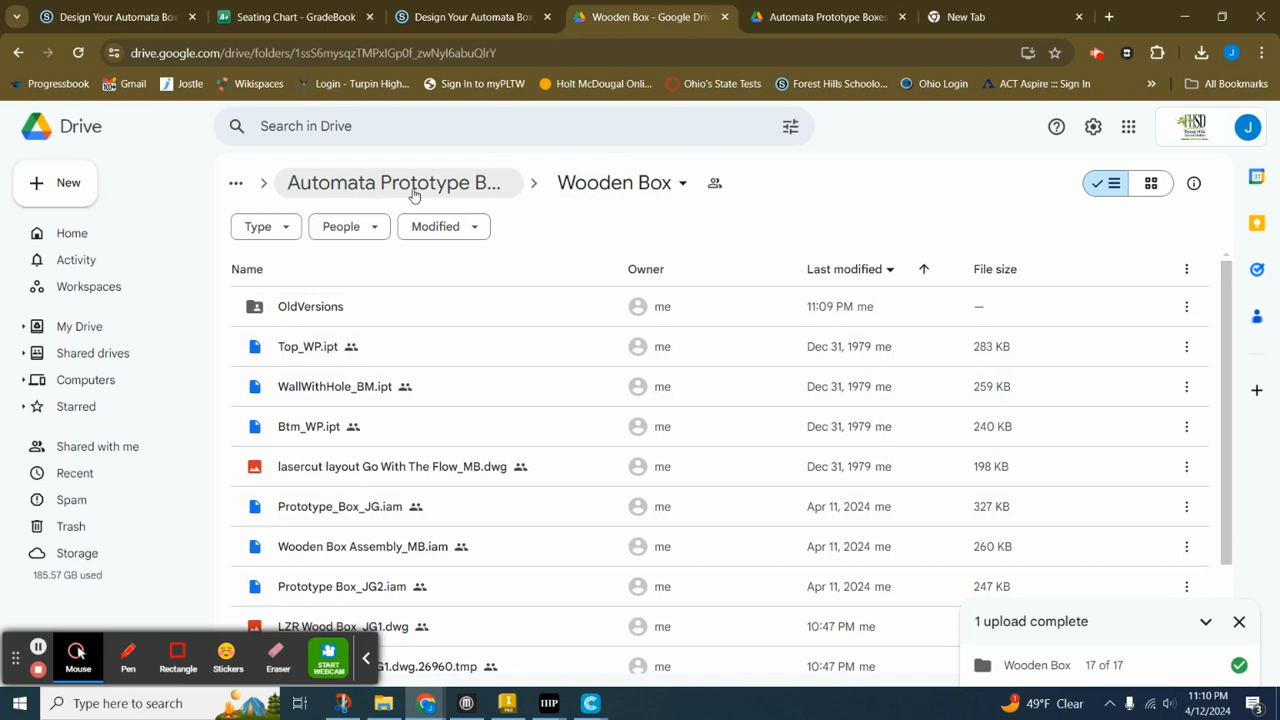 Design Your Automata Box
Seating Chart - GradeBook
Design Your Automata Box
Wooden Box - Google Dri
Automata Prototype Boxes
New Tab
drive.google.com/drive/folders/1ssS6mysqzTMPxlGp0f_zwNyI6abuQlrY
J
Progressbook
Gmail
Jostle
Wikispaces
Login - Turpin High...
Sign In to myPLTW
Holt McDougal Onli...
Ohio's State Tests
Forest Hills Schoolo...
Ohio Login
ACT Aspire ::: Sign In
All Bookmarks
Drive
Search in Drive
J
New
Automata Prototype B...
Wooden Box
Type
People
Modified
Home
Activity
Workspaces
My Drive
Shared drives
Computers
Starred
Shared with me
Recent
Spam
Trash
Storage
185.57 GB used
Name Owner Last modified File size
OldVersions me 11:09 PM me —
Top_WP.ipt me Dec 31, 1979 me 283 KB
WallWithHole_BM.ipt me Dec 31, 1979 me 259 KB
Btm_WP.ipt me Dec 31, 1979 me 240 KB
lasercut layout Go With The Flow_MB.dwg me Dec 31, 1979 me 198 KB
Prototype_Box_JG.iam me Apr 11, 2024 me 327 KB
Wooden Box Assembly_MB.iam me Apr 11, 2024 me 260 KB
Prototype Box_JG2.iam me Apr 11, 2024 me 247 KB
LZR Wood Box_JG1.dwg me 10:47 PM me
G1.dwg.26960.tmp me 10:47 PM me
1 upload complete
Wooden Box 17 of 17
Mouse
Pen
Rectangle
Stickers
Eraser
START
WEBCAM
Type here to search
49°F Clear
11:10 PM
4/12/2024
3